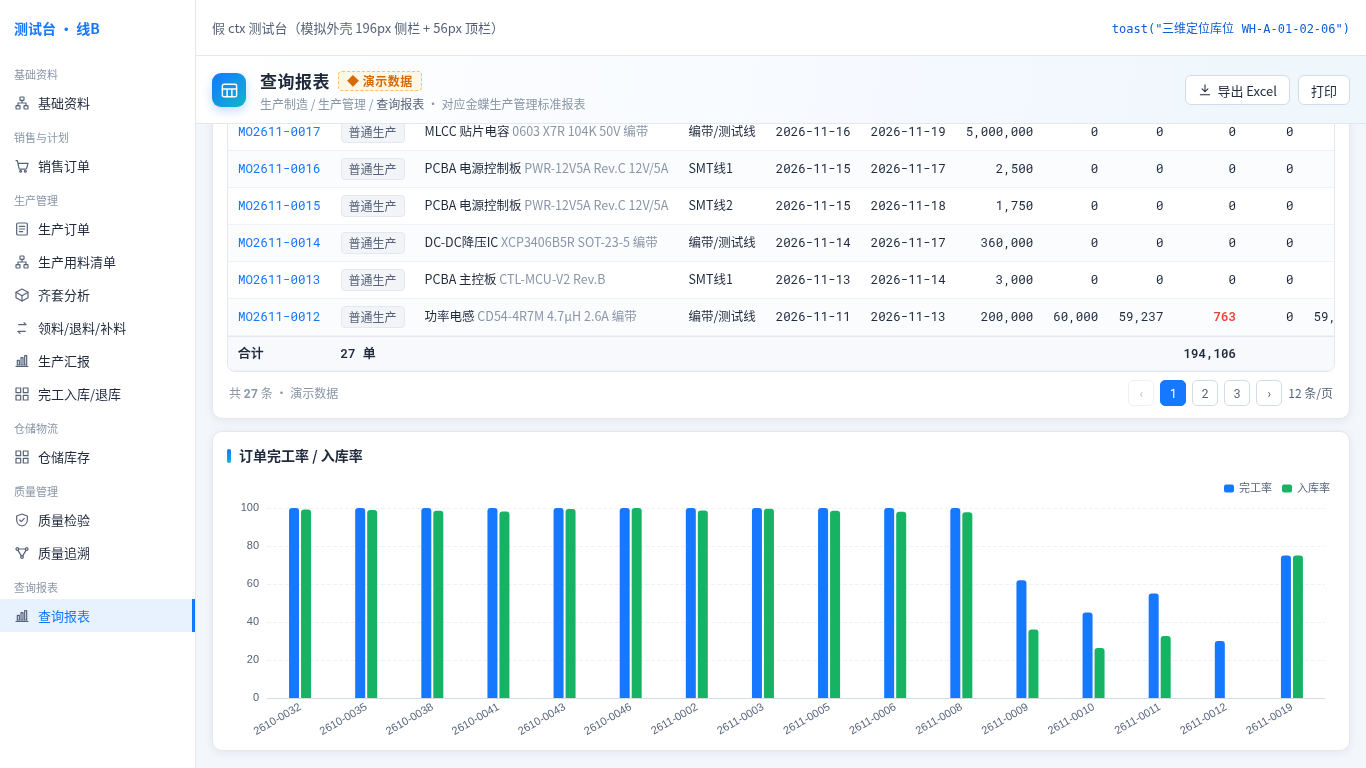 测试台 · 线B
基础资料
基础资料
销售与计划
销售订单
生产管理
生产订单
生产用料清单
齐套分析
领料/退料/补料
生产汇报
完工入库/退库
仓储物流
仓储库存
质量管理
质量检验
质量追溯
查询报表
查询报表
假 ctx 测试台（模拟外壳 196px 侧栏 + 56px 顶栏） toast("三维定位库位 WH-A-01-02-06")
查询报表 ◆ 演示数据 导出 Excel 打印
生产制造 / 生产管理 / 查询报表 · 对应金蝶生产管理标准报表
MO2611-0017 普通生产 MLCC 贴片电容 0603 X7R 104K 50V 编带 编带/测试线 2026-11-16 2026-11-19 5,000,000 0 0 0 0
MO2611-0016 普通生产 PCBA 电源控制板 PWR-12V5A Rev.C 12V/5A SMT线1 2026-11-15 2026-11-17 2,500 0 0 0 0
MO2611-0015 普通生产 PCBA 电源控制板 PWR-12V5A Rev.C 12V/5A SMT线2 2026-11-15 2026-11-18 1,750 0 0 0 0
MO2611-0014 普通生产 DC-DC降压IC XCP3406B5R SOT-23-5 编带 编带/测试线 2026-11-14 2026-11-17 360,000 0 0 0 0
MO2611-0013 普通生产 PCBA 主控板 CTL-MCU-V2 Rev.B SMT线1 2026-11-13 2026-11-14 3,000 0 0 0 0
MO2611-0012 普通生产 功率电感 CD54-4R7M 4.7μH 2.6A 编带 编带/测试线 2026-11-11 2026-11-13 200,000 60,000 59,237 763 0 59,
合计 27 单 194,106
共 27 条 · 演示数据 ‹ 1 2 3 › 12 条/页
订单完工率 / 入库率
完工率 入库率
100
80
60
40
20
0
2610-0032 2610-0035 2610-0038 2610-0041 2610-0043 2610-0046 2611-0002 2611-0003 2611-0005 2611-0006 2611-0008 2611-0009 2611-0010 2611-0011 2611-0012 2611-0019